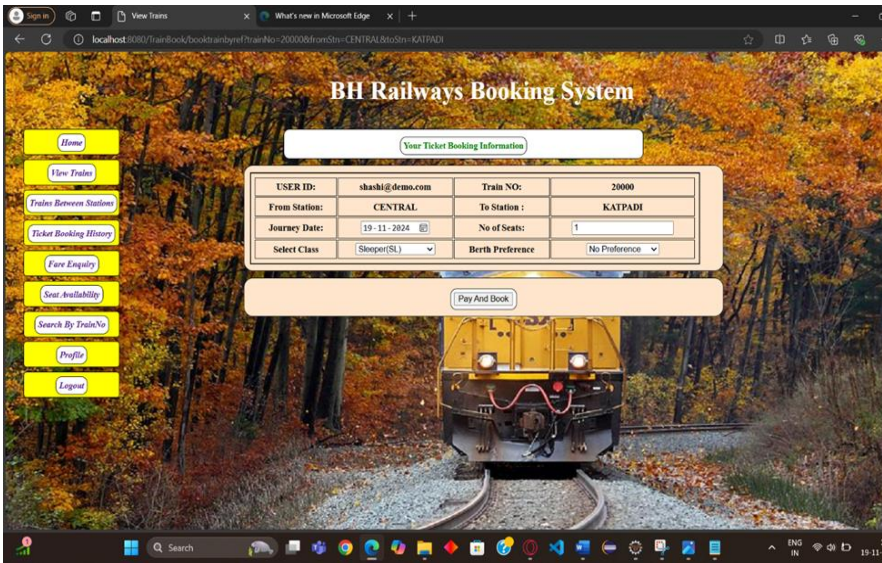 Sign in
View Trains
What's new in Microsoft Edge
localhost:8080/TrainBook/booktrainbyref?trainNo=20000&fromStn=CENTRAL&toStn=KATPADI
BH Railways Booking System
Home
View Trains
Trains Between Stations
Ticket Booking History
Fare Enquiry
Seat Availability
Search By TrainNo
Profile
Logout
Your Ticket Booking Information
USER ID: shashi@demo.com Train NO: 20000
From Station: CENTRAL To Station : KATPADI
Journey Date: 19-11-2024 No of Seats: 1
Select Class Sleeper(SL) Berth Preference No Preference
Pay And Book
Search
ENG
IN
19-11-